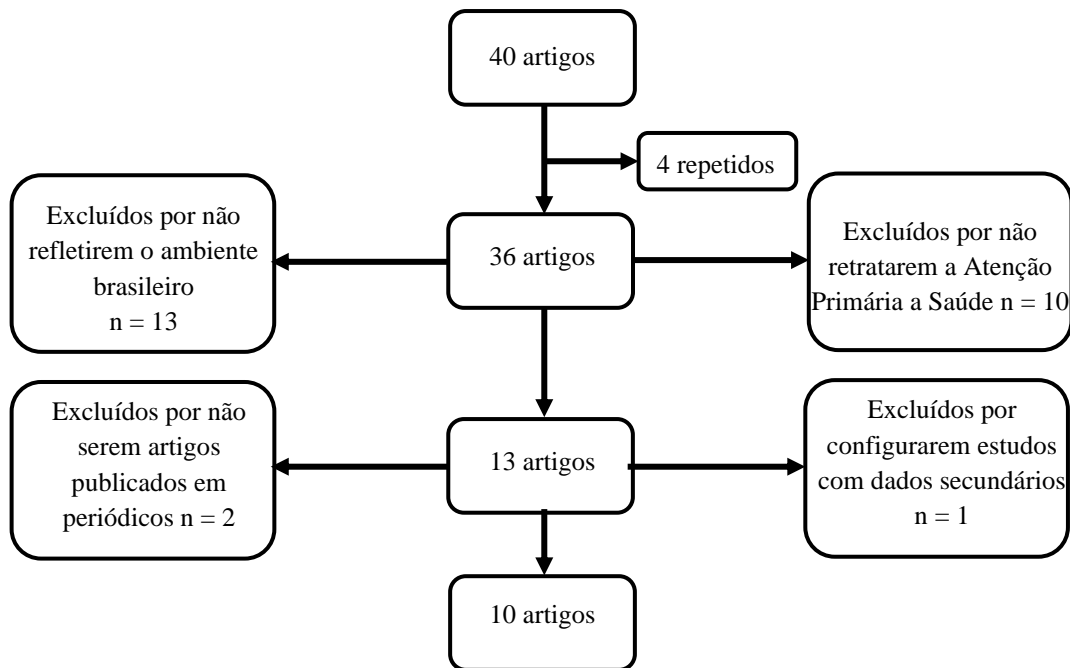 40 artigos
4 repetidos
Excluídos por não
refletirem o ambiente
brasileiro
n = 13
36 artigos
Excluídos por não
retratarem a Atenção
Primária a Saúde n = 10
Excluídos por não
serem artigos
publicados em
periódicos n = 2
13 artigos
Excluídos por
configurarem estudos
com dados secundários
n = 1
10 artigos